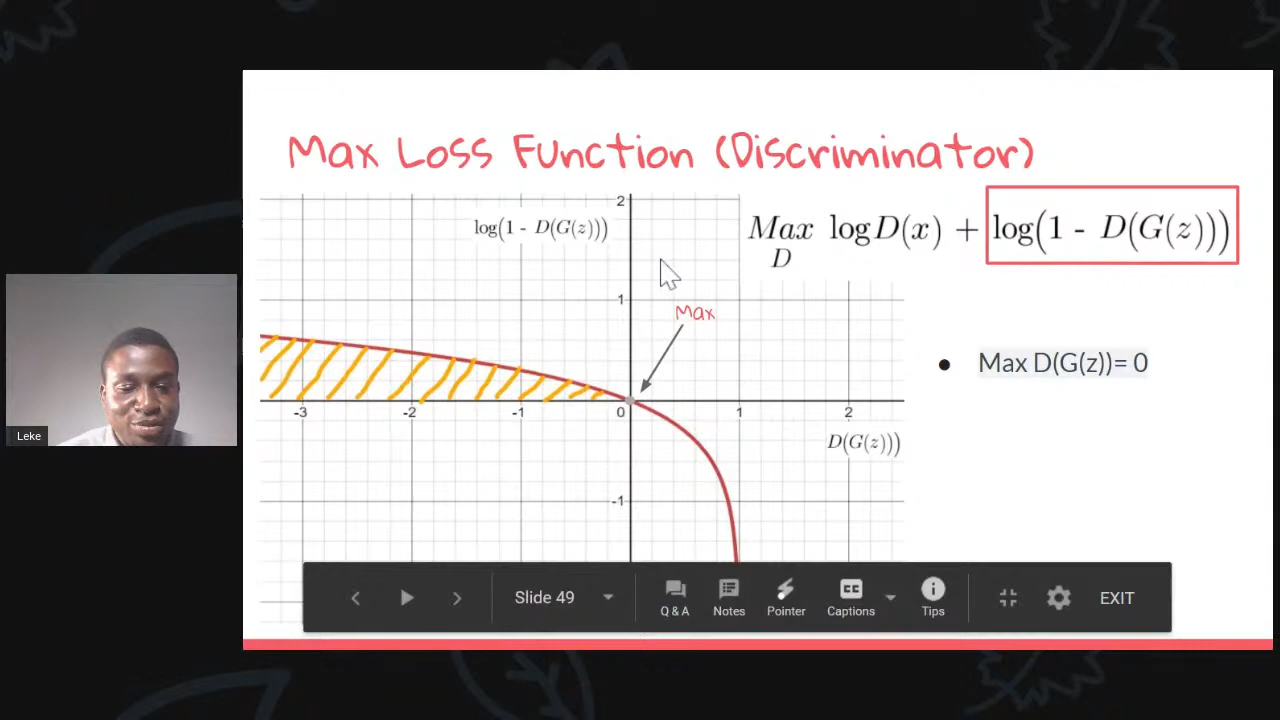 Max Loss Function (Discriminator)
Max log D(x) + log(1 - D(G(z)))
D
log(1 - D(G(z)))
2
1
Max
-3 -2 -1 0 1 2
D(G(z)))
-1
• Max D(G(z))= 0
Leke
Slide 49
Q & A
Notes
Pointer
CC
Captions
Tips
EXIT